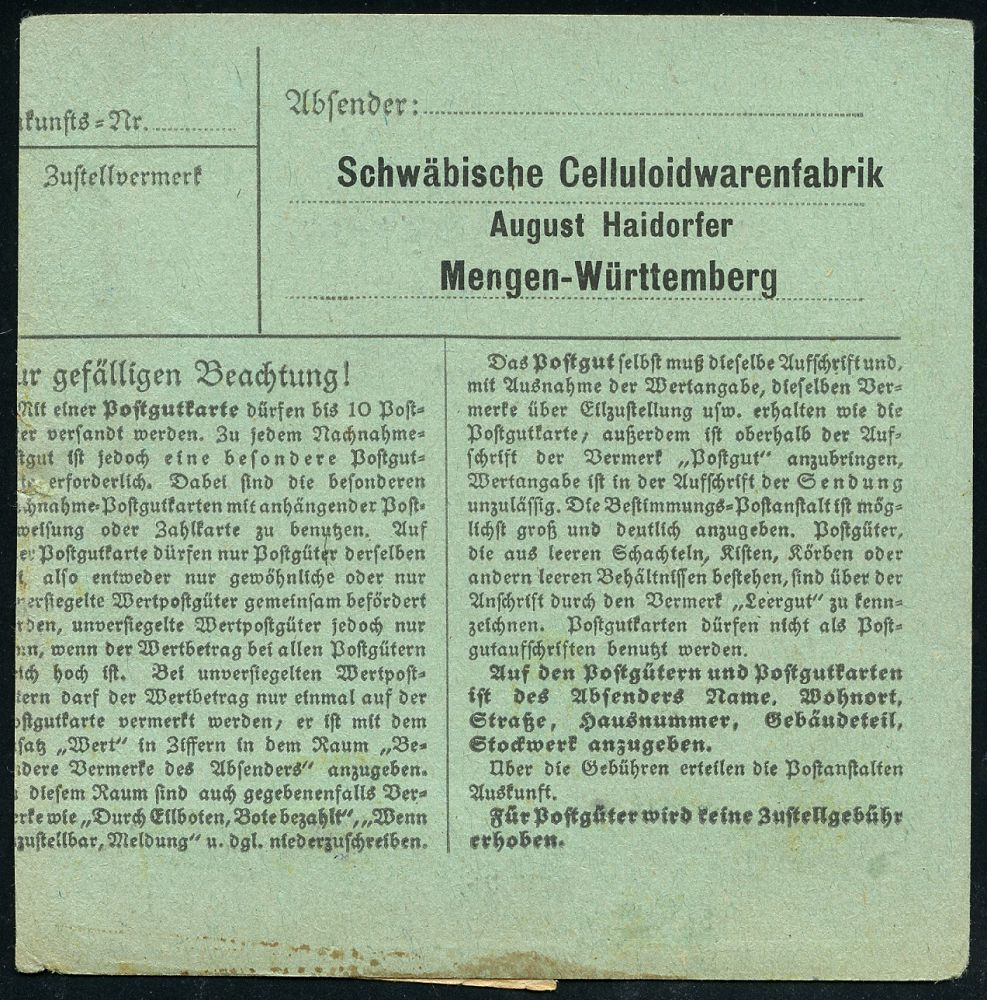 kunfts-Nr.
Zustellvermerk
Absender:
Schwäbische Celluloidwarenfabrik
August Haidorfer
Mengen-Württemberg
ur gefälligen Beachtung!
Mit einer Postgutkarte dürfen bis 10 Post-
er versandt werden. Zu jedem Nachnahme-
tgut ist jedoch eine besondere Postgut-
erforderlich. Dabei sind die besonderen
chnahme-Postgutkarten mit anhängender Post-
weisung oder Zahlkarte zu benutzen. Auf
er Postgutkarte dürfen nur Postgüter derselben
also entweder nur gewöhnliche oder nur
versiegelte Wertpostgüter gemeinsam befördert
rden, unversiegelte Wertpostgüter jedoch nur
nn, wenn der Wertbetrag bei allen Postgütern
ich hoch ist. Bei unversiegelten Wertpost-
tern darf der Wertbetrag nur einmal auf der
ostgutkarte vermerkt werden, er ist mit dem
satz „Wert“ in Ziffern in dem Raum „Be-
dere Vermerke des Absenders“ anzugeben.
diesem Raum sind auch gegebenenfalls Ver-
erke wie „Durch Eilboten, Bote bezahlt“, „Wenn
zustellbar, Meldung“ u. dgl. niederzuschreiben.
Das Postgut selbst muß dieselbe Aufschrift und,
mit Ausnahme der Wertangabe, dieselben Ver-
merke über Eilzustellung usw. erhalten wie die
Postgutkarte, außerdem ist oberhalb der Auf-
schrift der Vermerk „Postgut“ anzubringen,
Wertangabe ist in der Aufschrift der Sendung
unzulässig. Die Bestimmungs-Postanstalt ist mög-
lichst groß und deutlich anzugeben. Postgüter,
die aus leeren Schachteln, Kisten, Körben oder
andern leeren Behältnissen bestehen, sind über der
Anschrift durch den Vermerk „Leergut“ zu kenn-
zeichnen. Postgutkarten dürfen nicht als Post-
gutaufschriften benutzt werden.
Auf den Postgütern und Postgutkarten
ist des Absenders Name, Wohnort,
Straße, Hausnummer, Gebäudeteil,
Stockwerk anzugeben.
Über die Gebühren erteilen die Postanstalten
Auskunft.
Für Postgüter wird keine Zustellgebühr
erhoben.